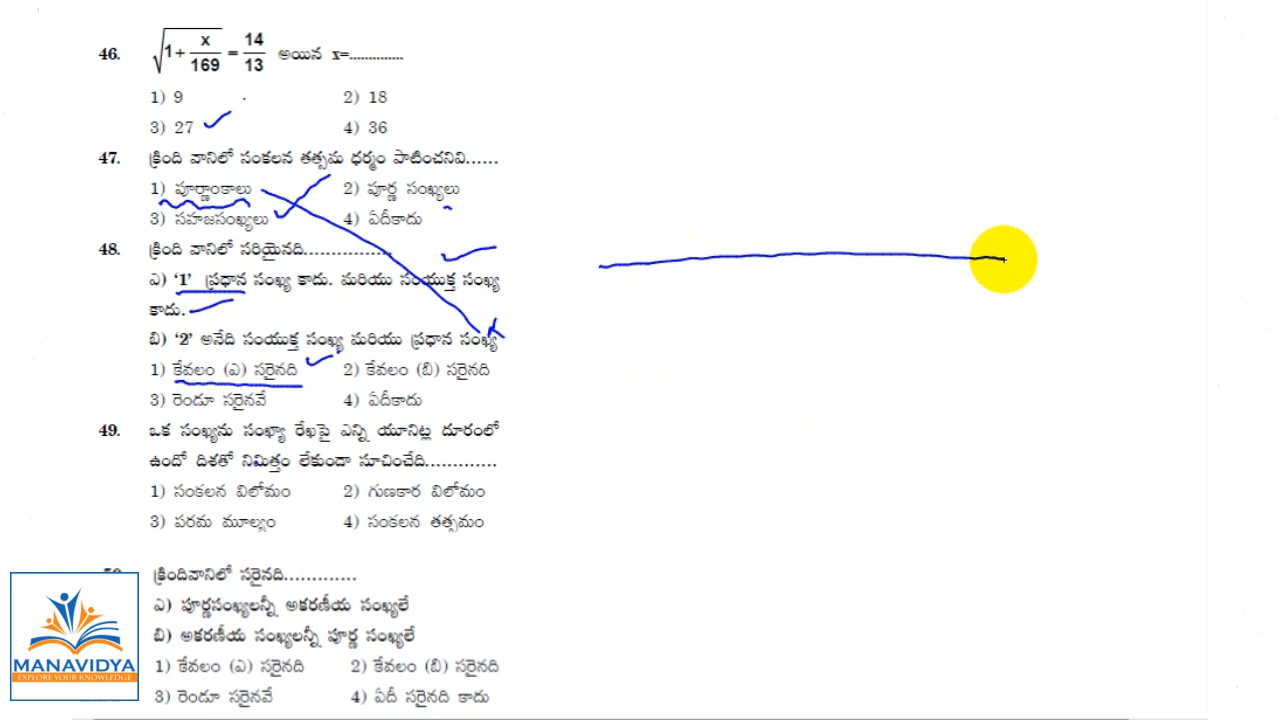 46. √1+ x/169 = 14/13 అయిన x=..............
1) 9 2) 18
3) 27 4) 36
47. క్రింది వానిలో సంకలన తత్సమ ధర్మం పాటించనివి......
1) పూర్ణాంకాలు 2) పూర్ణ సంఖ్యలు
3) సహజసంఖ్యలు 4) ఏదీకాదు
48. క్రింది వానిలో సరియైనది................
ఎ) '1' ప్రధాన సంఖ్య కాదు. మరియు సంయుక్త సంఖ్య
కాదు.
బి) '2' అనేది సంయుక్త సంఖ్య మరియు ప్రధాన సంఖ్య
1) కేవలం (ఎ) సరైనది 2) కేవలం (బి) సరైనది
3) రెండూ సరైనవే 4) ఏదీకాదు
49. ఒక సంఖ్యను సంఖ్యా రేఖపై ఎన్ని యూనిట్ల దూరంలో
ఉందో దిశతో నిమిత్తం లేకుండా సూచించేది.............
1) సంకలన విలోమం 2) గుణకార విలోమం
3) పరమ మూల్యం 4) సంకలన తత్సమం
క్రిందివానిలో సరైనది.............
ఎ) పూర్ణసంఖ్యలన్నీ అకరణీయ సంఖ్యలే
బి) అకరణీయ సంఖ్యలన్నీ పూర్ణ సంఖ్యలే
1) కేవలం (ఎ) సరైనది 2) కేవలం (బి) సరైనది
3) రెండూ సరైనవే 4) ఏదీ సరైనది కాదు
MANAVIDYA
EXPLORE YOUR KNOWLEDGE